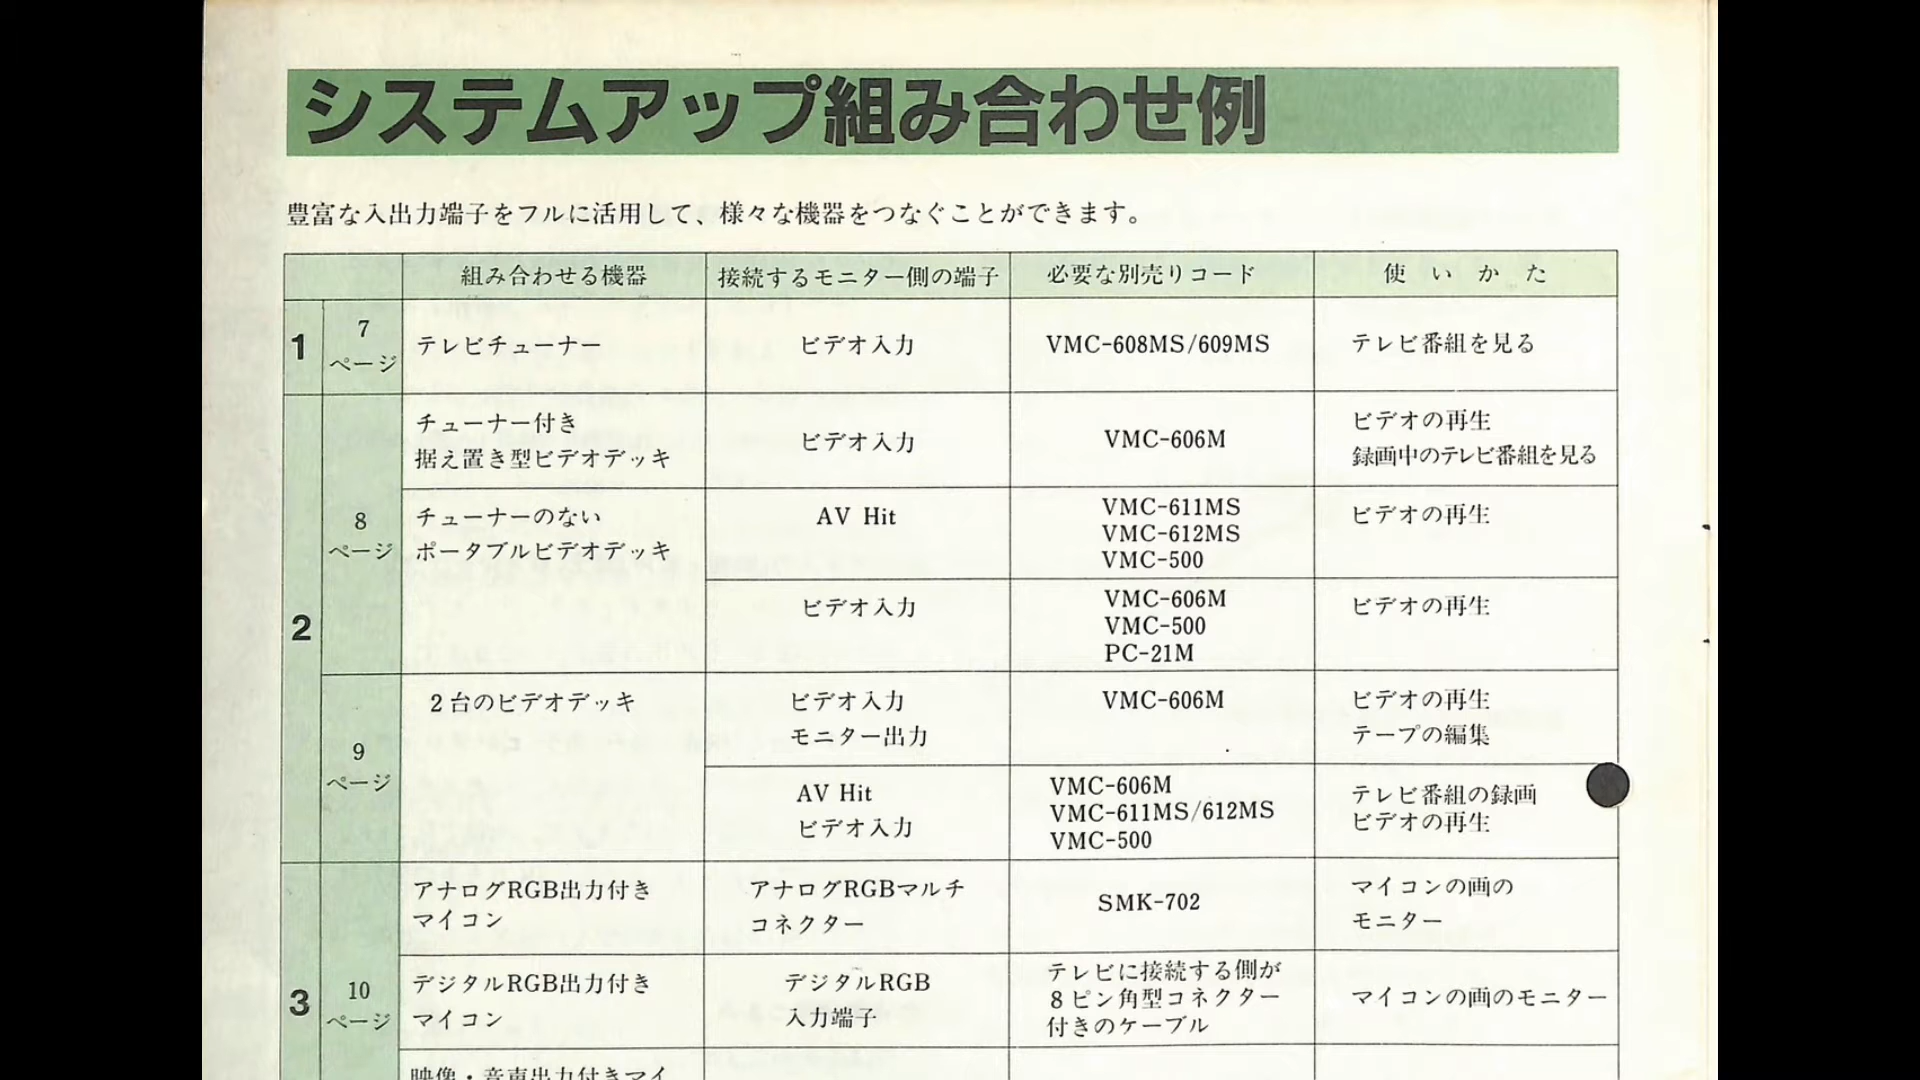 システムアップ組み合わせ例
豊富な入出力端子をフルに活用して、様々な機器をつなぐことができます。
組み合わせる機器 接続するモニター側の端子 必要な別売りコード 使いかた
1
7
ページ
テレビチューナー
ビデオ入力
VMC-608MS/609MS
テレビ番組を見る
2
8
ページ
チューナー付き
据え置き型ビデオデッキ
ビデオ入力
VMC-606M
ビデオの再生
録画中のテレビ番組を見る
チューナーのない
ポータブルビデオデッキ
AV Hit
VMC-611MS
VMC-612MS
VMC-500
ビデオの再生
ビデオ入力
VMC-606M
VMC-500
PC-21M
ビデオの再生
9
ページ
2台のビデオデッキ
ビデオ入力
モニター出力
VMC-606M
ビデオの再生
テープの編集
AV Hit
ビデオ入力
VMC-606M
VMC-611MS/612MS
VMC-500
テレビ番組の録画
ビデオの再生
3
10
ページ
アナログRGB出力付き
マイコン
アナログRGBマルチ
コネクター
SMK-702
マイコンの画の
モニター
デジタルRGB出力付き
マイコン
デジタルRGB
入力端子
テレビに接続する側が
8ピン角型コネクター
付きのケーブル
マイコンの画のモニター
映像・音声出力付きマイ